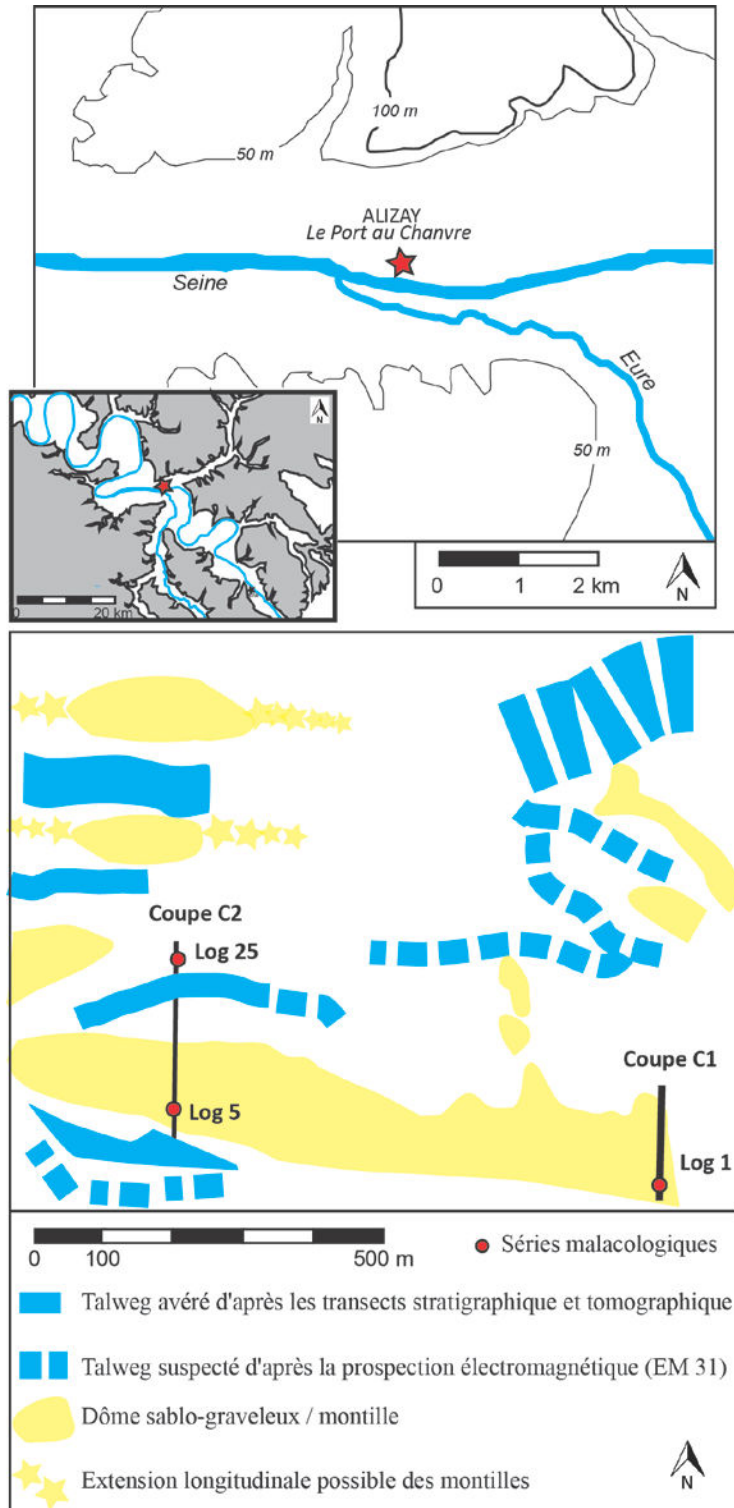 100 m
50 m
ALIZAY
Le Port au Chanvre
Seine
Eure
50 m
N
0 20 km
0 1 2 km
N
Coupe C2
Log 25
Coupe C1
Log 5
Log 1
0 100 500 m
Séries malacologiques
Talweg avéré d'après les transects stratigraphique et tomographique
Talweg suspecté d'après la prospection électromagnétique (EM 31)
Dôme sablo-graveleux / montille
Extension longitudinale possible des montilles
N